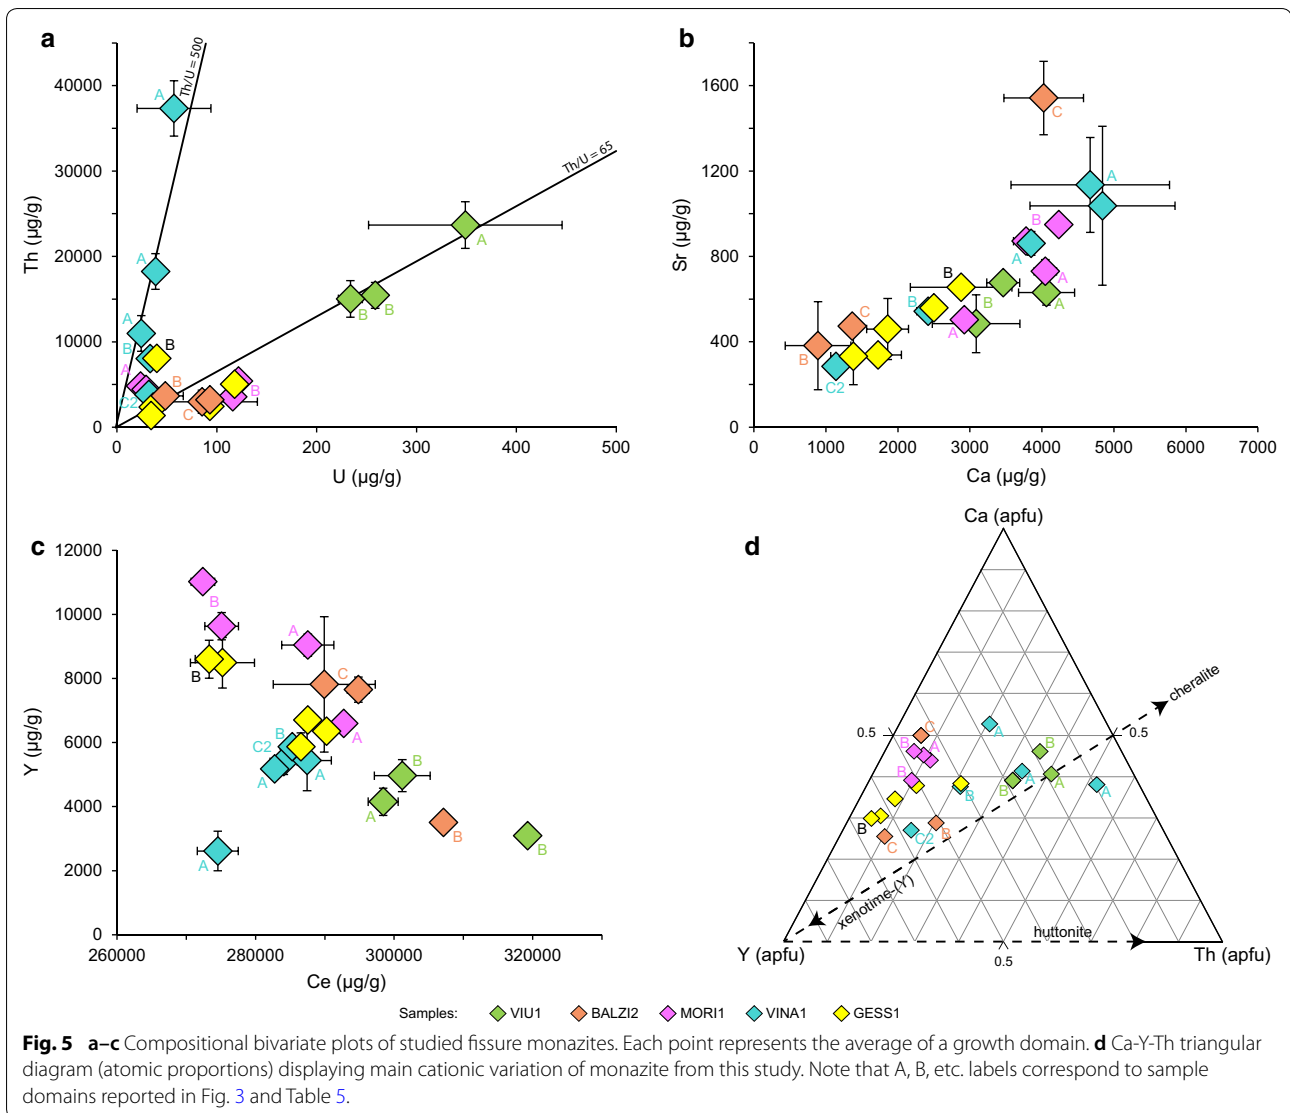 a
Th/U = 500
40000
A
30000
Th/U = 65
Th (µg/g)
20000
A
A
A
10000
B
B
B
B
A
B
B
C2
C
0
0 100 200 300 400 500
U (µg/g)
b
1600
C
1200
A
Sr (µg/g)
B
800
A
A
B
B
B
A
400
C
A
B
C2
0
0 1000 2000 3000 4000 5000 6000 7000
Ca (µg/g)
c
12000
B
10000
A
8000
B
C
Y (µg/g)
A
6000
B
C2
A
A
B
4000
A
B
B
2000
A
0
260000 280000 300000 320000
Ce (µg/g)
d
Ca (apfu)
cheralite
0.5
0.5
C
A
B
A
B
B
A
B
A
A
B
B
B
C
C2
xenotime-(Y)
huttonite
Y (apfu)
0.5
Th (apfu)
Samples: VIU1 BALZI2 MORI1 VINA1 GESS1
Fig. 5 a–c Compositional bivariate plots of studied fissure monazites. Each point represents the average of a growth domain. d Ca-Y-Th triangular
diagram (atomic proportions) displaying main cationic variation of monazite from this study. Note that A, B, etc. labels correspond to sample
domains reported in Fig. 3 and Table 5.